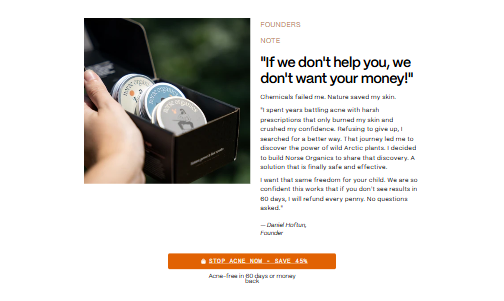 FOUNDERS
NOTE
"If we don't help you, we
don't want your money!"
Chemicals failed me. Nature saved my skin.
"I spent years battling acne with harsh
prescriptions that only burned my skin and
crushed my confidence. Refusing to give up, I
searched for a better way. That journey led me to
discover the power of wild Arctic plants. I decided
to build Norse Organics to share that discovery. A
solution that is finally safe and effective.
I want that same freedom for your child. We are so
confident this works that if you don't see results in
60 days, I will refund every penny. No questions
asked."
— Daniel Hoftun,
Founder
STOP ACNE NOW – SAVE 45%
Acne-free in 60 days or money
back